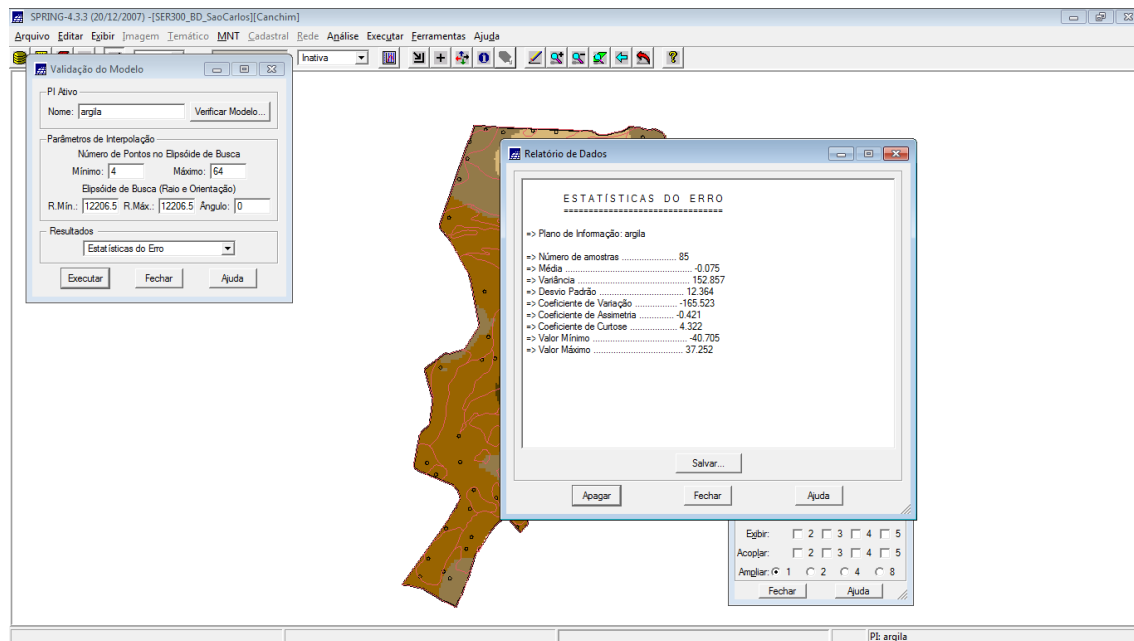 SPRING-4.3.3 (20/12/2007) -[SER300_BD_SaoCarlos][Canchim]
Arquivo Editar Exibir Imagem Temático MNT Cadastral Rede Análise Executar Ferramentas Ajuda
Inativa
Validação do Modelo
PI Ativo
Nome: argila Verificar Modelo...
Parâmetros de Interpolação
Número de Pontos no Elipsóide de Busca
Mínimo: 4 Máximo: 64
Elipsóide de Busca (Raio e Orientação)
R.Mín.: 12206.5 R.Máx.: 12206.5 Ângulo: 0
Resultados
Estatísticas do Erro
Executar Fechar Ajuda
Relatório de Dados
ESTATÍSTICAS DO ERRO
================================
=> Plano de Informação: argila
=> Número de amostras ...................... 85
=> Média .................................................. -0.075
=> Variância ............................................. 152.857
=> Desvio Padrão .................................. 12.364
=> Coeficiente de Variação ................. -165.523
=> Coeficiente de Assimetria .............. -0.421
=> Coeficiente de Curtose ................... 4.322
=> Valor Mínimo ...................................... -40.705
=> Valor Máximo .................................... 37.252
Salvar...
Apagar Fechar Ajuda
Exibir: 2 3 4 5
Acoplar: 2 3 4 5
Ampliar: 1 2 4 8
Fechar Ajuda
PI: argila